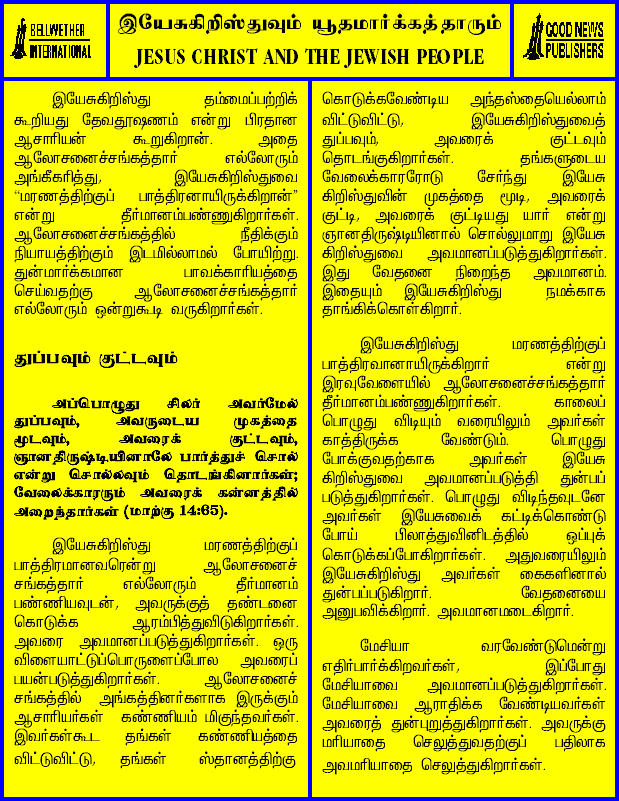 BELLWETHER
INTERNATIONAL
இயேசுகிறிஸ்துவும் யூதமார்க்கத்தாரும்
JESUS CHRIST AND THE JEWISH PEOPLE
GOOD NEWS
PUBLISHERS
இயேசுகிறிஸ்து தம்மைப்பற்றிக்
கூறியது தேவதூஷணம் என்று பிரதான
ஆசாரியன் கூறுகிறான். அதை
ஆலோசனைச்சங்கத்தார் எல்லோரும்
அங்கீகரித்து, இயேசுகிறிஸ்துவை
“மரணத்திற்குப் பாத்திரனாயிருக்கிறான்”
என்று தீர்மானம்பண்ணுகிறார்கள்.
ஆலோசனைச்சங்கத்தில் நீதிக்கும்
நியாயத்திற்கும் இடமில்லாமல் போயிற்று.
துன்மார்க்கமான பாவக்காரியத்தை
செய்வதற்கு ஆலோசனைச்சங்கத்தார்
எல்லோரும் ஒன்றுகூடி வருகிறார்கள்.
துப்பவும் குட்டவும்
அப்பொழுது சிலர் அவர்மேல்
துப்பவும், அவருடைய முகத்தை
மூடவும், அவரைக் குட்டவும்,
ஞானதிருஷ்டியினாலே பார்த்துச் சொல்
என்று சொல்லவும் தொடங்கினார்கள்;
வேலைக்காரரும் அவரைக் கன்னத்தில்
அறைந்தார்கள் (மாற்கு 14:65).
இயேசுகிறிஸ்து மரணத்திற்குப்
பாத்திரமானவரென்று ஆலோசனைச்
சங்கத்தார் எல்லோரும் தீர்மானம்
பண்ணியவுடன், அவருக்குத் தண்டனை
கொடுக்க ஆரம்பித்துவிடுகிறார்கள்.
அவரை அவமானப்படுத்துகிறார்கள். ஒரு
விளையாட்டுப்பொருளைப்போல அவரைப்
பயன்படுத்துகிறார்கள். ஆலோசனைச்
சங்கத்தில் அங்கத்தினர்களாக இருக்கும்
ஆசாரியர்கள் கண்ணியம் மிகுந்தவர்கள்.
இவர்கள்கூட தங்கள் கண்ணியத்தை
விட்டுவிட்டு, தங்கள் ஸ்தானத்திற்கு
கொடுக்கவேண்டிய அந்தஸ்தையெல்லாம்
விட்டுவிட்டு, இயேசுகிறிஸ்துவைத்
துப்பவும், அவரைக் குட்டவும்
தொடங்குகிறார்கள். தங்களுடைய
வேலைக்காரரோடு சேர்ந்து இயேசு
கிறிஸ்துவின் முகத்தை மூடி, அவரைக்
குட்டி, அவரைக் குட்டியது யார் என்று
ஞானதிருஷ்டியினால் சொல்லுமாறு இயேசு
கிறிஸ்துவை அவமானப்படுத்துகிறார்கள்.
இது வேதனை நிறைந்த அவமானம்.
இதையும் இயேசுகிறிஸ்து நமக்காக
தாங்கிக்கொள்கிறார்.
இயேசுகிறிஸ்து மரணத்திற்குப்
பாத்திரவானாயிருக்கிறார் என்று
இரவுவேளையில் ஆலோசனைச்சங்கத்தார்
தீர்மானம்பண்ணுகிறார்கள். காலைப்
பொழுது விடியும் வரையிலும் அவர்கள்
காத்திருக்க வேண்டும். பொழுது
போக்குவதற்காக அவர்கள் இயேசு
கிறிஸ்துவை அவமானப்படுத்தி துன்பப்
படுத்துகிறார்கள். பொழுது விடிந்தவுடனே
அவர்கள் இயேசுவைக் கட்டிக்கொண்டு
போய் பிலாத்துவினிடத்தில் ஒப்புக்
கொடுக்கப்போகிறார்கள். அதுவரையிலும்
இயேசுகிறிஸ்து அவர்கள் கைகளினால்
துன்பப்படுகிறார். வேதனையை
அனுபவிக்கிறார். அவமானமடைகிறார்.
மேசியா வரவேண்டுமென்று
எதிர்பார்க்கிறவர்கள், இப்போது
மேசியாவை அவமானப்படுத்துகிறார்கள்.
மேசியாவை ஆராதிக்க வேண்டியவர்கள்
அவரைத் துன்புறுத்துகிறார்கள். அவருக்கு
மரியாதை செலுத்துவதற்குப் பதிலாக
அவமரியாதை செலுத்துகிறார்கள்.